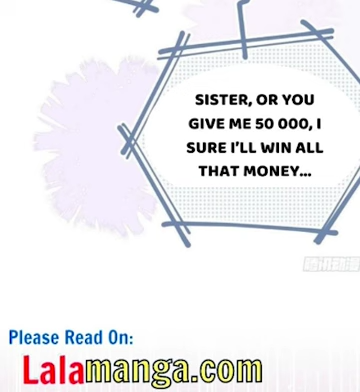 SISTER, OR YOU
GIVE ME 50 000, I
SURE I'LL WIN ALL
THAT MONEY...
Please Read On:
Lalamanga.com